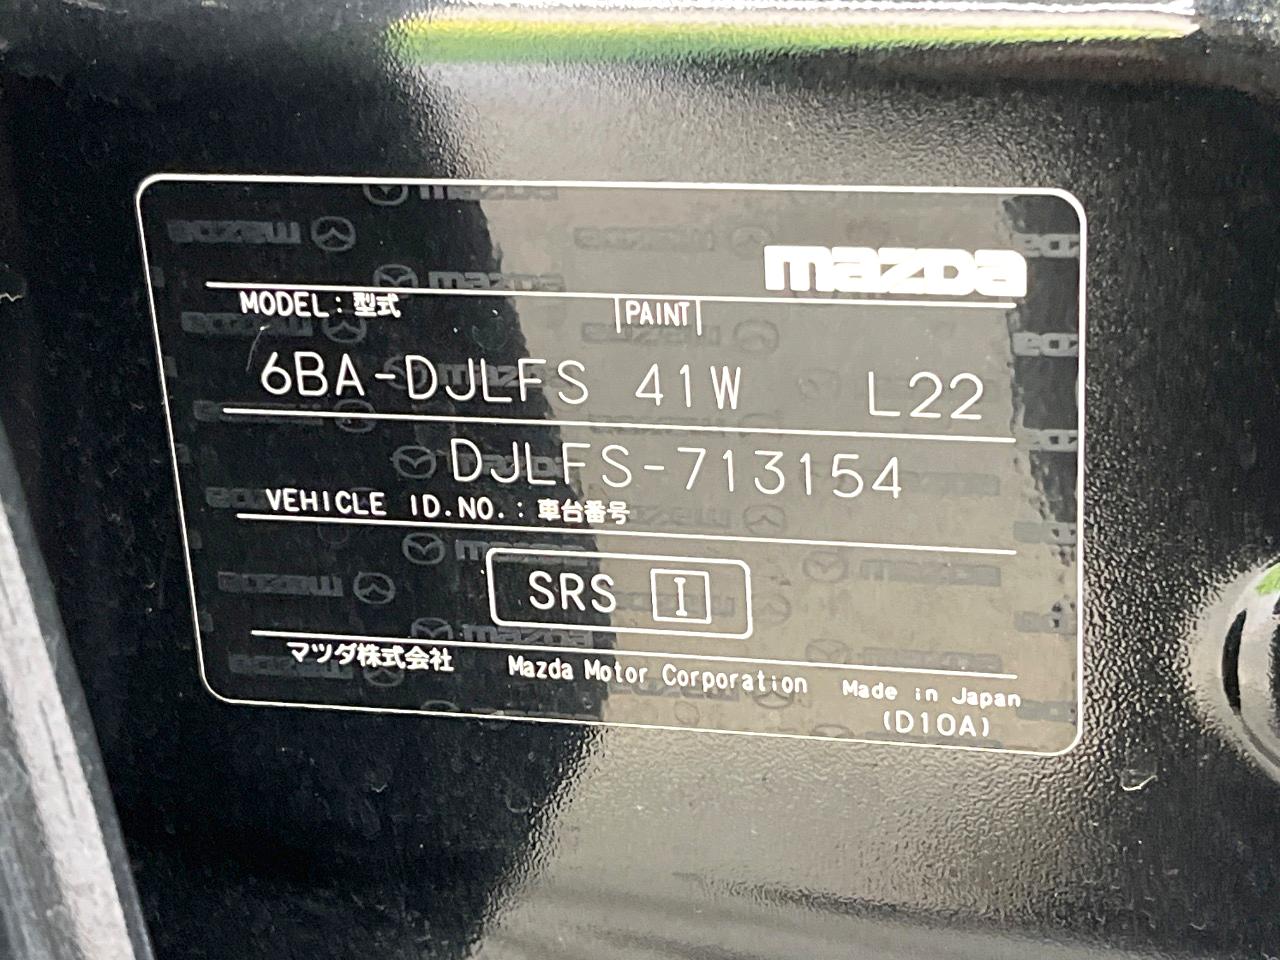 mazda
MODEL：型式 PAINT
6BA-DJLFS 41W L22
DJLFS-713154
VEHICLE ID.NO.：車台番号
SRS I
マツダ株式会社 Mazda Motor Corporation Made in Japan
(D10A)